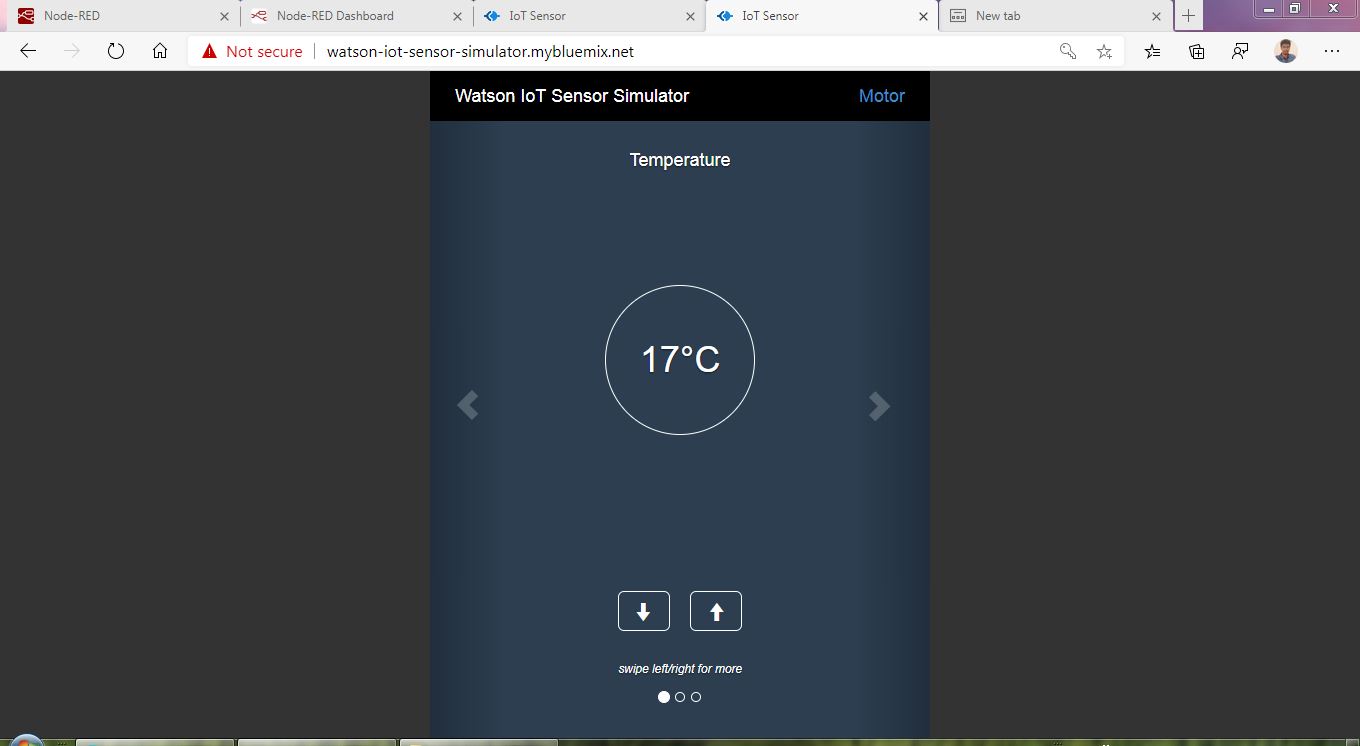 Node-RED
Node-RED Dashboard
IoT Sensor
IoT Sensor
New tab
Not secure
watson-iot-sensor-simulator.mybluemix.net
Watson IoT Sensor Simulator
Motor
Temperature
17°C
swipe left/right for more